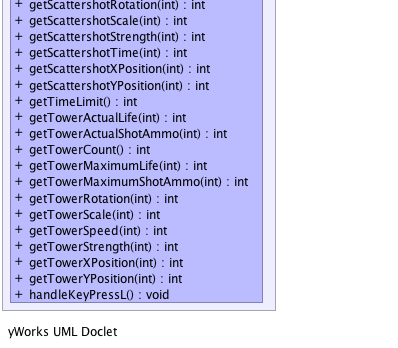 + getScattershotRotation(int) : int
+ getScattershotScale(int) : int
+ getScattershotStrength(int) : int
+ getScattershotTime(int) : int
+ getScattershotXPosition(int) : int
+ getScattershotYPosition(int) : int
+ getTimeLimit() : int
+ getTowerActualLife(int) : int
+ getTowerActualShotAmmo(int) : int
+ getTowerCount() : int
+ getTowerMaximumLife(int) : int
+ getTowerMaximumShotAmmo(int) : int
+ getTowerRotation(int) : int
+ getTowerScale(int) : int
+ getTowerSpeed(int) : int
+ getTowerStrength(int) : int
+ getTowerXPosition(int) : int
+ getTowerYPosition(int) : int
+ handleKeyPressL() : void
yWorks UML Doclet